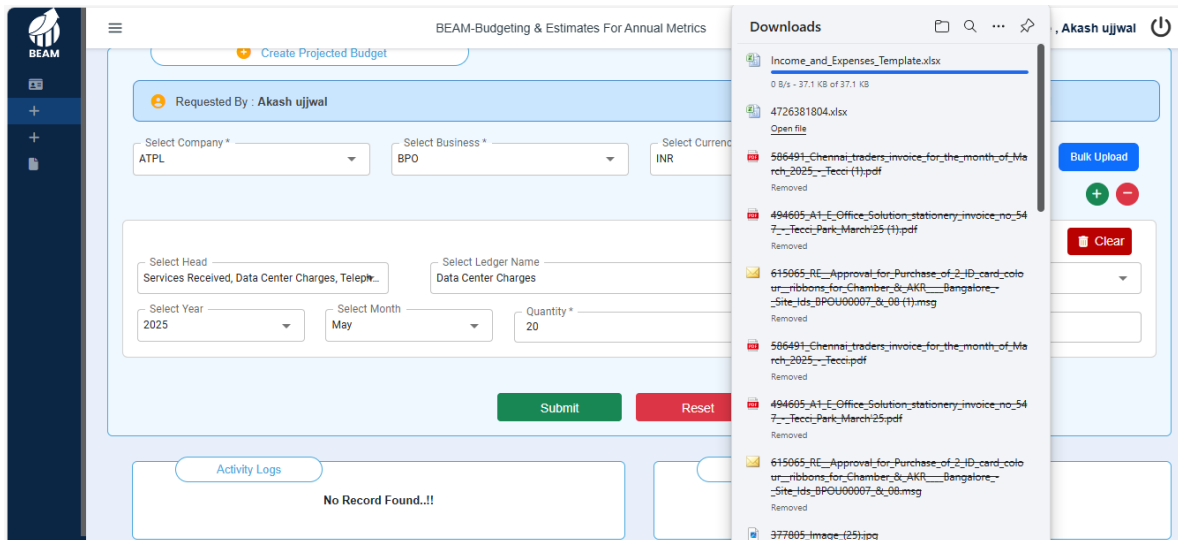 BEAM
BEAM-Budgeting & Estimates For Annual Metrics
, Akash ujjwal
Create Projected Budget
Requested By : Akash ujjwal
Select Company *
ATPL
Select Business *
BPO
Select Currenc
INR
Bulk Upload
Clear
Select Head
Services Received, Data Center Charges, Teleph...
Select Ledger Name
Data Center Charges
Select Year
2025
Select Month
May
Quantity *
20
Submit
Reset
Activity Logs
No Record Found..!!
Downloads
Income_and_Expenses_Template.xlsx
0 B/s - 37.1 KB of 37.1 KB
4726381804.xlsx
Open file
586491_Chennai_traders_invoice_for_the_month_of_Ma
rch_2025_-_Tecci (1).pdf
Removed
494605_A1_E_Office_Solution_stationery_invoice_no_54
7_-_Tecci_Park_March'25 (1).pdf
Removed
615065_RE__Approval_for_Purchase_of_2_ID_card_colo
ur__ribbons_for_Chamber_&_AKR____Bangalore_-
_Site_Ids_BPOU00007_&_08 (1).msg
Removed
586491_Chennai_traders_invoice_for_the_month_of_Ma
rch_2025_-_Tecci.pdf
Removed
494605_A1_E_Office_Solution_stationery_invoice_no_54
7_-_Tecci_Park_March'25.pdf
Removed
615065_RE__Approval_for_Purchase_of_2_ID_card_colo
ur__ribbons_for_Chamber_&_AKR____Bangalore_-
_Site_Ids_BPOU00007_&_08.msg
Removed
377805_Image_(25).jpg